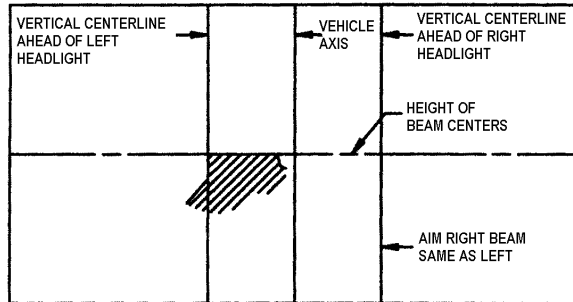 VERTICAL CENTERLINE
AHEAD OF LEFT
HEADLIGHT
VEHICLE
AXIS
VERTICAL CENTERLINE
AHEAD OF RIGHT
HEADLIGHT
HEIGHT OF
BEAM CENTERS
AIM RIGHT BEAM
SAME AS LEFT